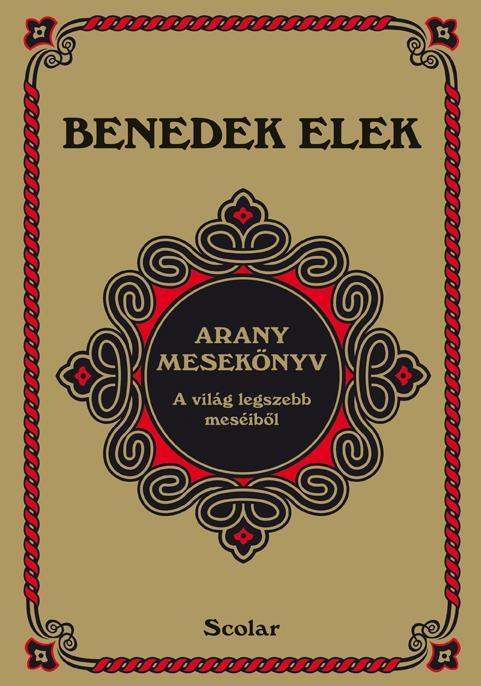 BENEDEK ELEK
ARANY
MESEKÖNYV
A világ legszebb
meséiből
Scolar